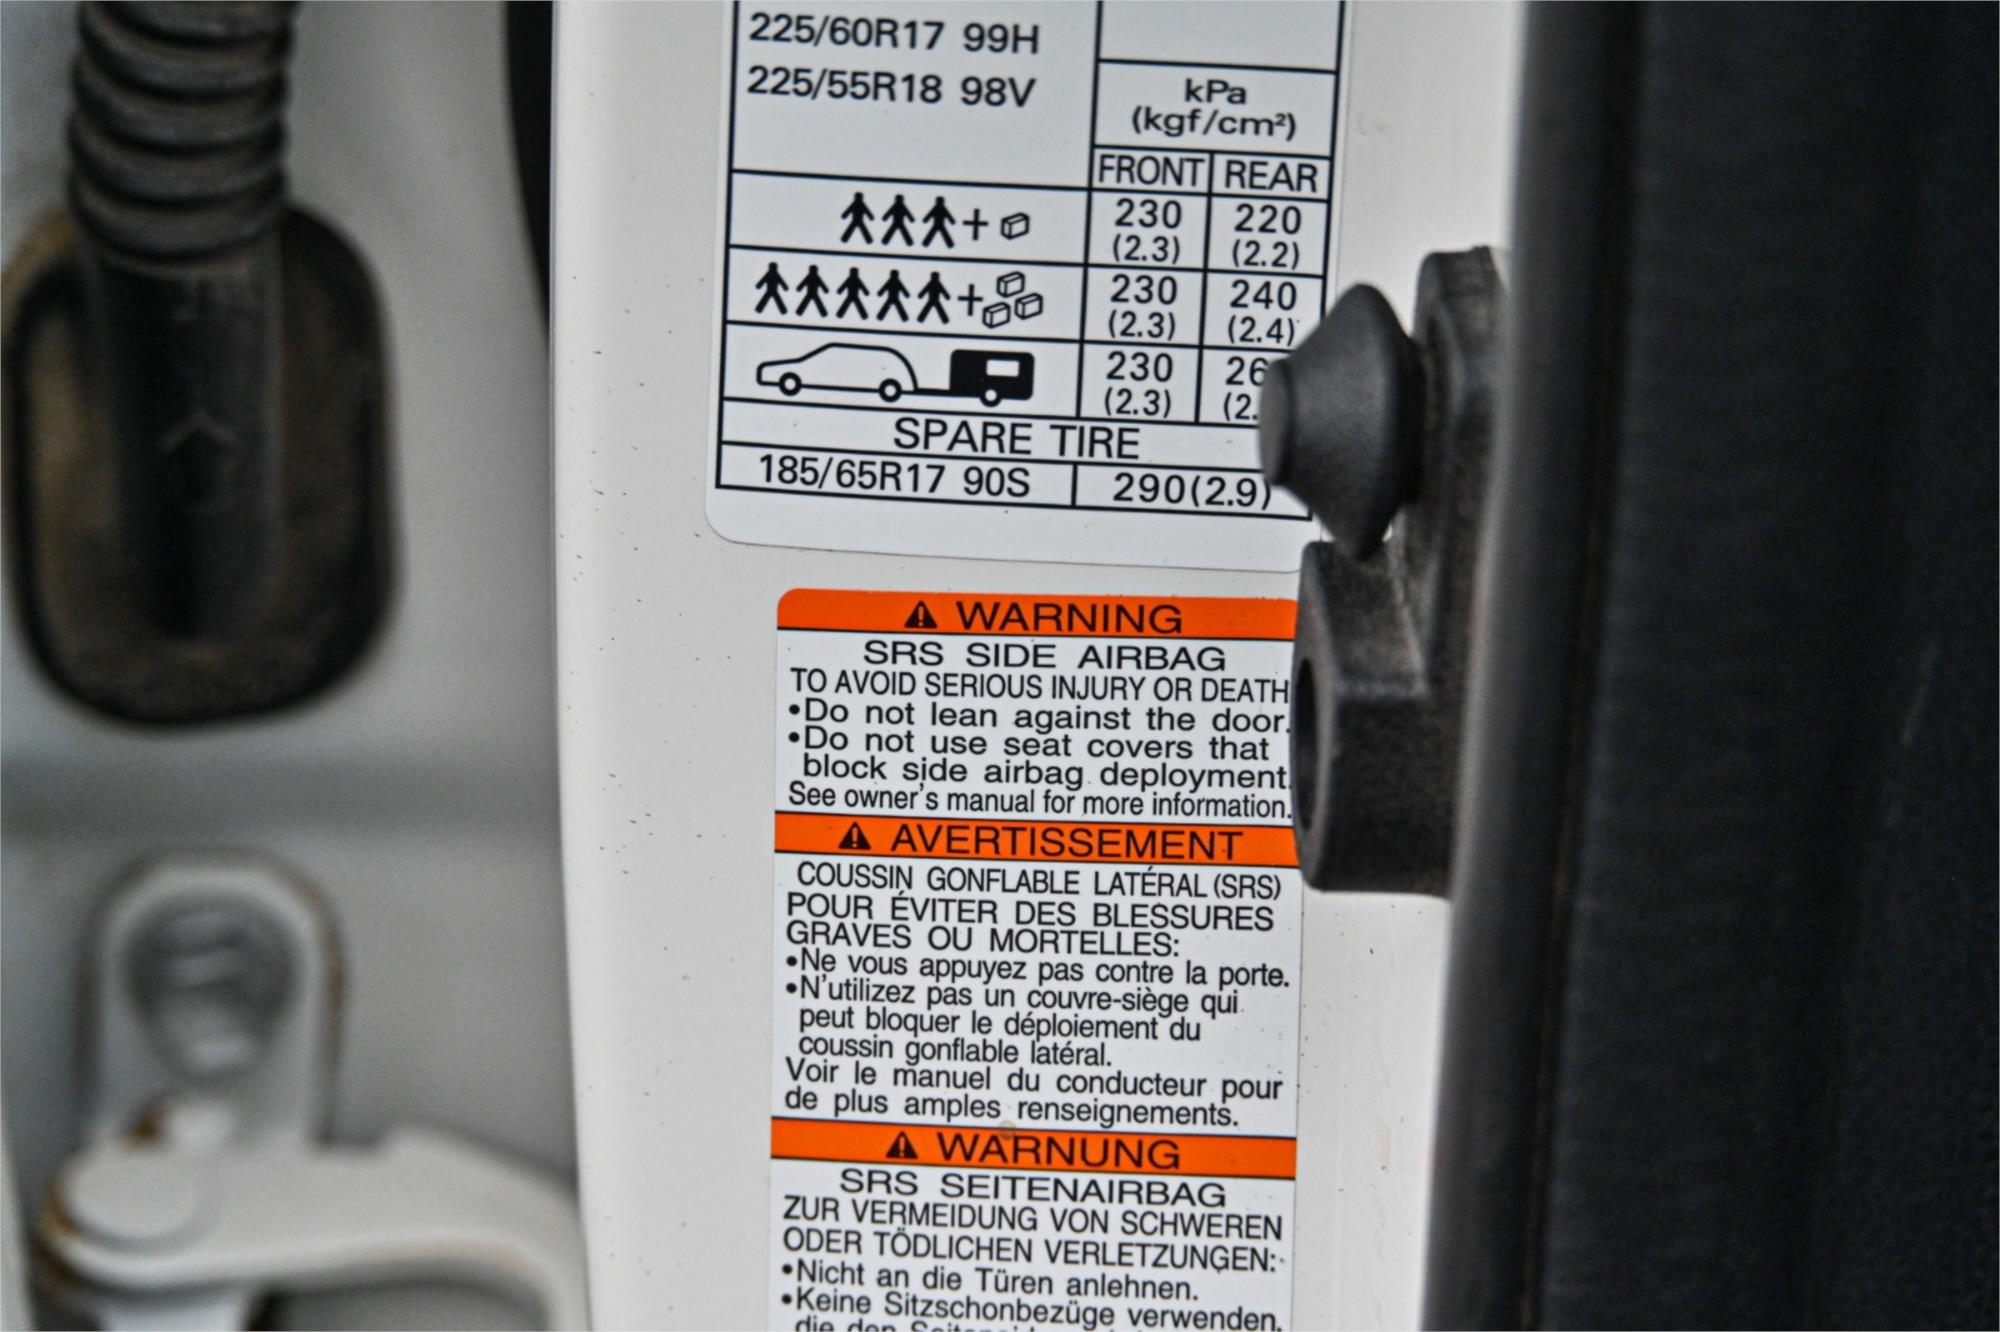 225/60R17 99H
225/55R18 98V
kPa
(kgf/cm²)
FRONT REAR
230 220
(2.3) (2.2)
230 240
(2.3) (2.4)
230
(2.3)
SPARE TIRE
185/65R17 90S 290(2.9)
WARNING
SRS SIDE AIRBAG
TO AVOID SERIOUS INJURY OR DEATH
•Do not lean against the door.
•Do not use seat covers that
block side airbag deployment.
See owner's manual for more information.
AVERTISSEMENT
COUSSIN GONFLABLE LATÉRAL (SRS)
POUR ÉVITER DES BLESSURES
GRAVES OU MORTELLES:
•Ne vous appuyez pas contre la porte.
•N'utilizez pas un couvre-siège qui
peut bloquer le déploiement du
coussin gonflable latéral.
Voir le manuel du conducteur pour
de plus amples renseignements.
WARNUNG
SRS SEITENAIRBAG
ZUR VERMEIDUNG VON SCHWEREN
ODER TÖDLICHEN VERLETZUNGEN:
•Nicht an die Türen anlehnen.
•Keine Sitzschonbezüge verwenden,
die den